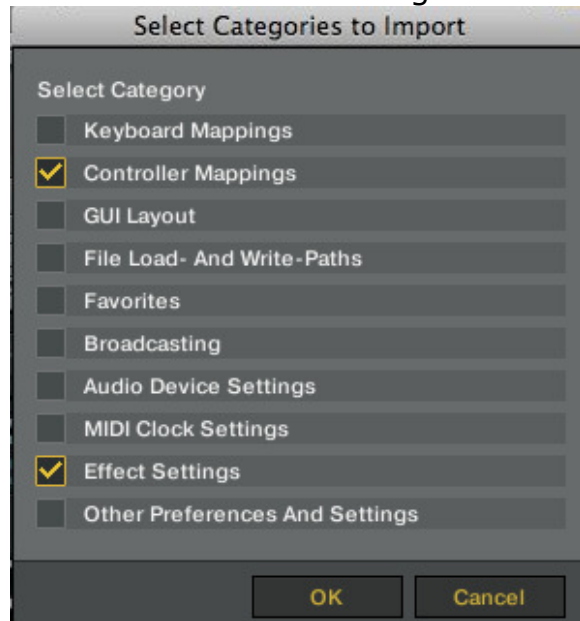 Select Categories to Import
Select Category
Keyboard Mappings
Controller Mappings
GUI Layout
File Load- And Write-Paths
Favorites
Broadcasting
Audio Device Settings
MIDI Clock Settings
Effect Settings
Other Preferences And Settings
OK Cancel